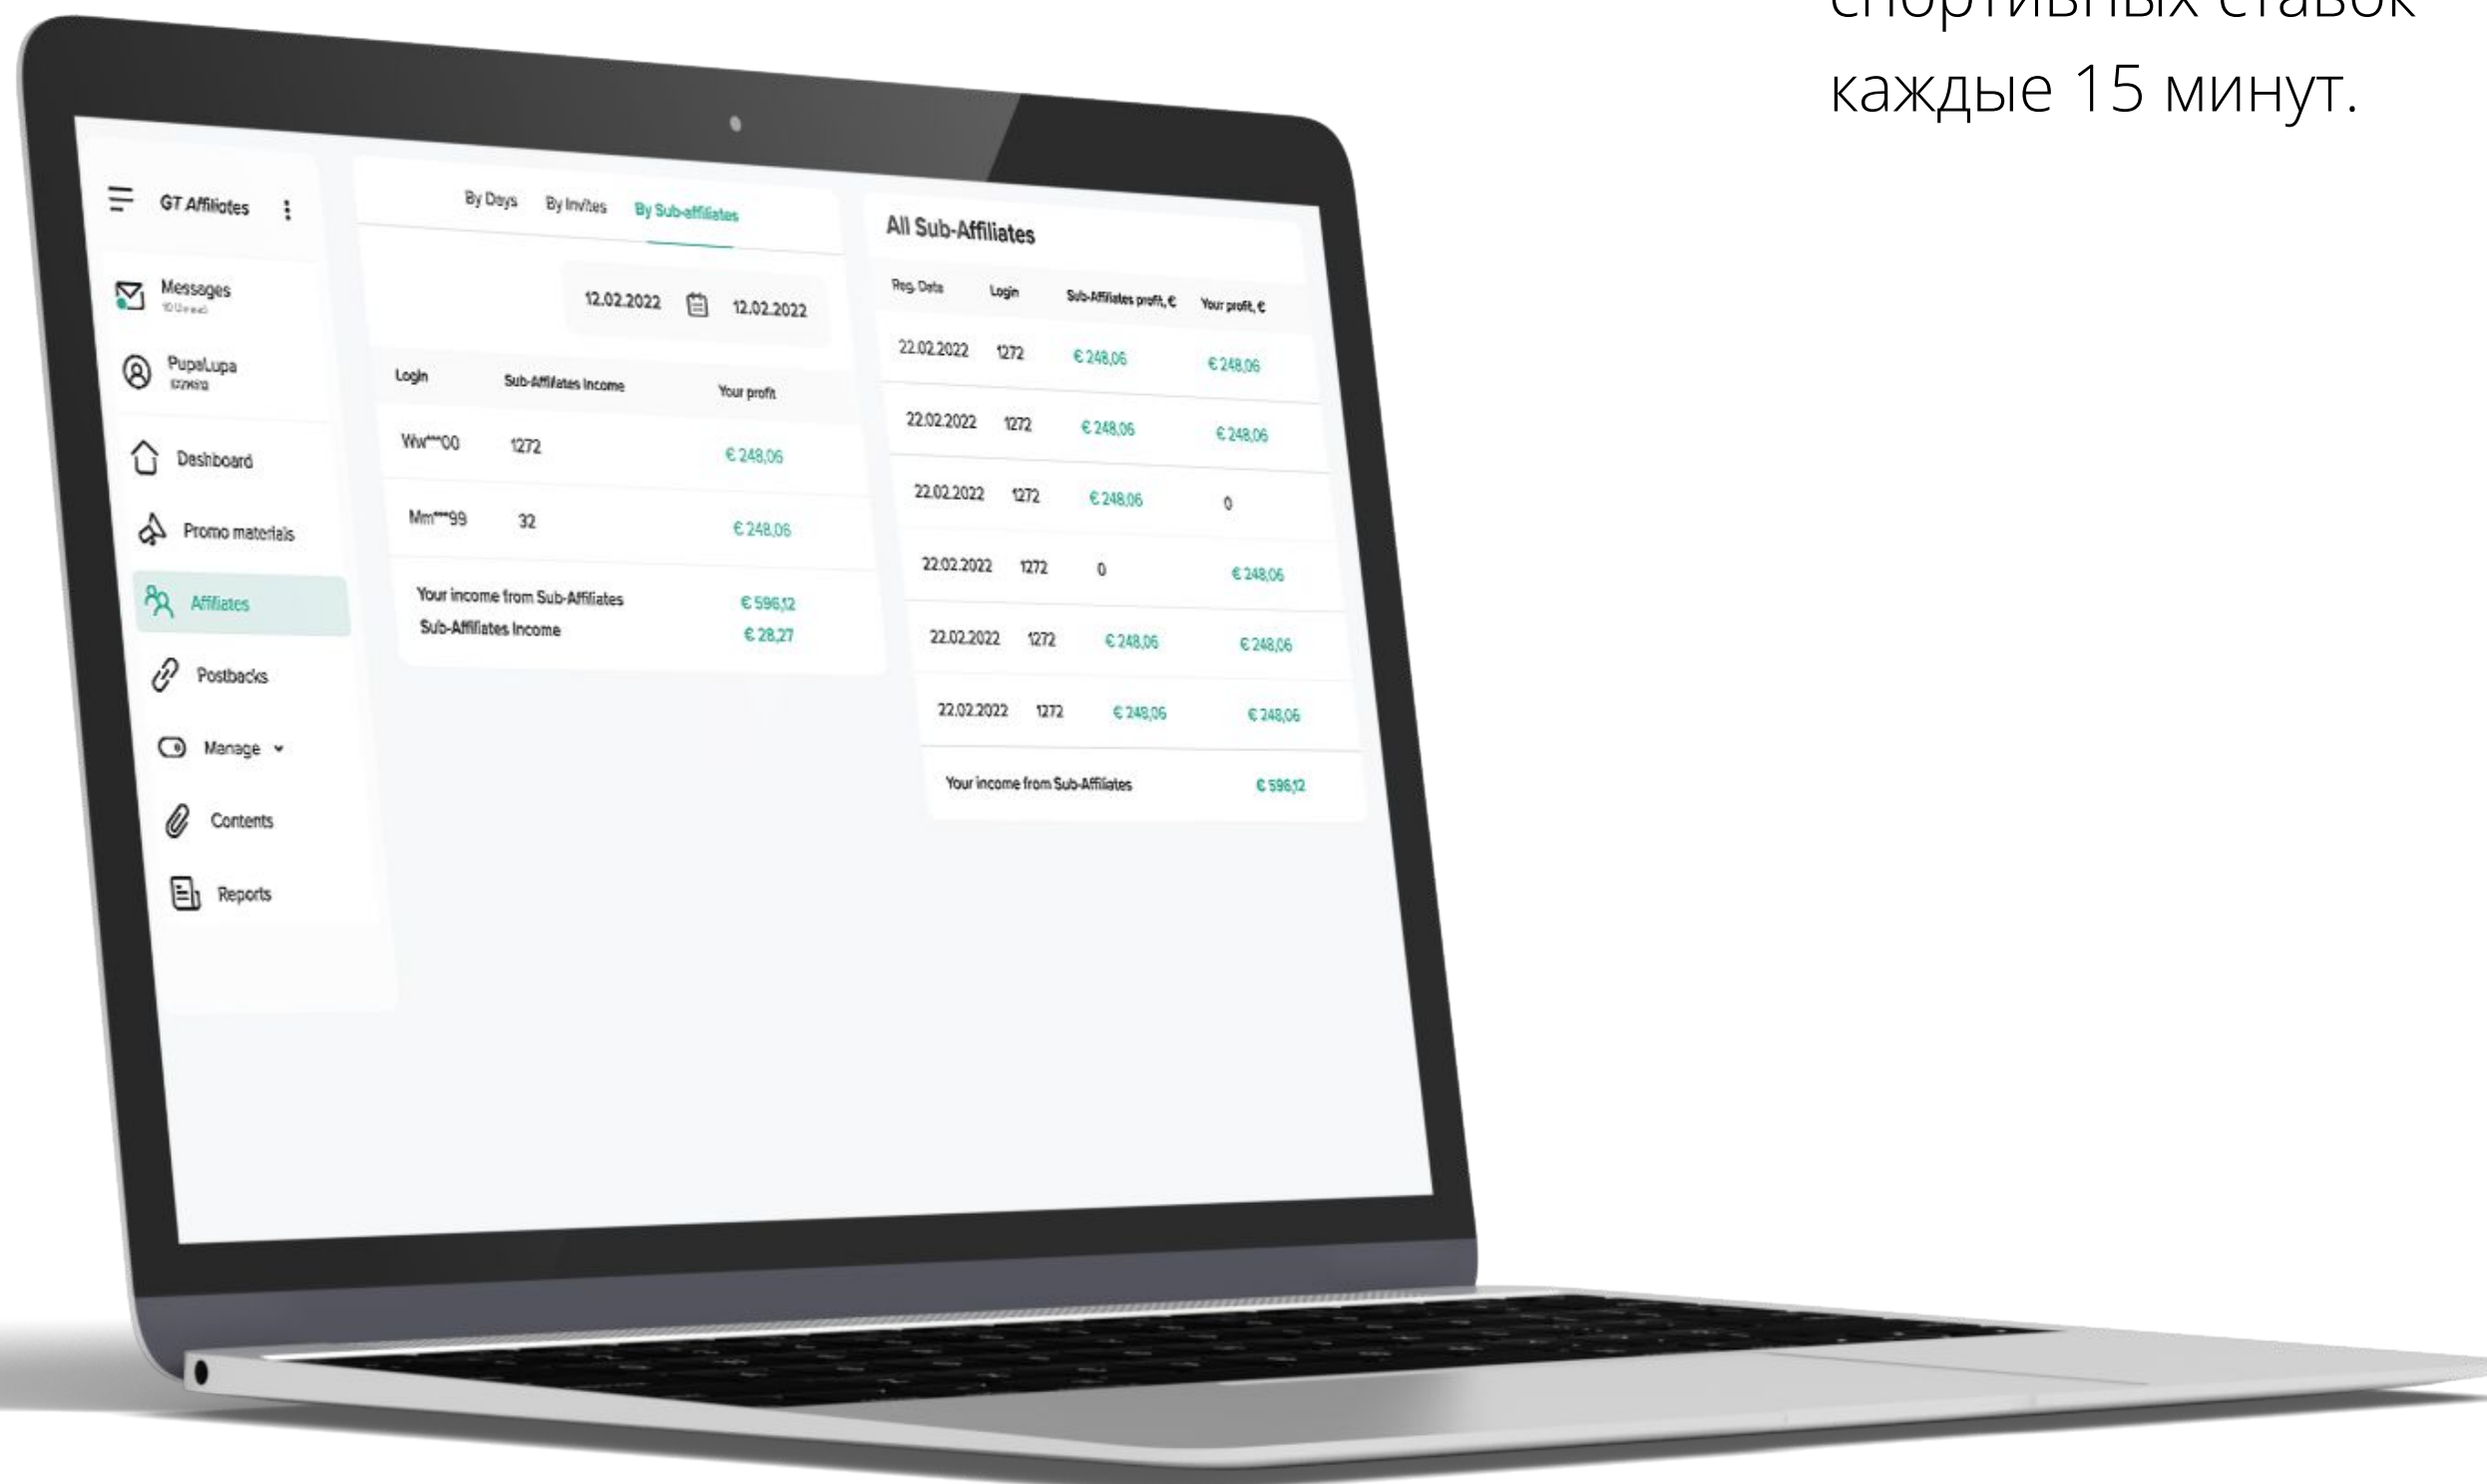 спортивных ставок
каждые 15 минут.
GT Affiliates
Messages
PupaLupa
Dashboard
Promo materials
Affiliates
Postbacks
Manage
Contents
Reports
By Days By Invites By Sub-affiliates
12.02.2022 12.02.2022
Login Sub-Affiliates Income Your profit
Ww***00 1272 € 248,06
Mm***99 32 € 248,06
Your income from Sub-Affiliates € 596,12
Sub-Affiliates Income € 28,27
All Sub-Affiliates
Reg. Data Login Sub-Affiliates profit, € Your profit, €
22.02.2022 1272 € 248,06 € 248,06
22.02.2022 1272 € 248,06 € 248,06
22.02.2022 1272 € 248,06 0
22.02.2022 1272 0 € 248,06
22.02.2022 1272 € 248,06 € 248,06
22.02.2022 1272 € 248,06 € 248,06
Your income from Sub-Affiliates € 596,12